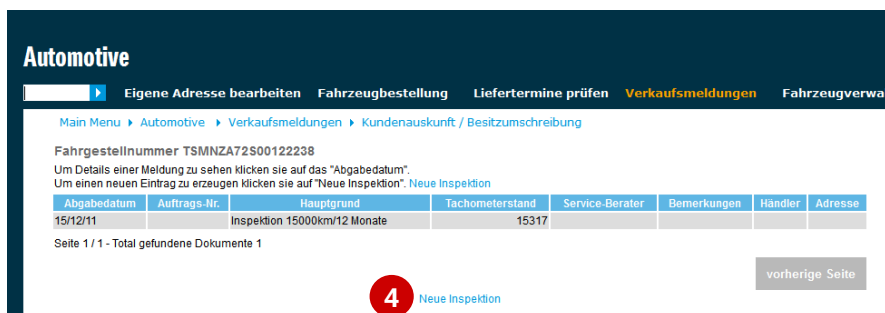 Automotive
Eigene Adresse bearbeiten Fahrzeugbestellung Liefertermine prüfen Verkaufsmeldungen Fahrzeugverwa
Main Menu Automotive Verkaufsmeldungen Kundenauskunft / Besitzumschreibung
Fahrgestellnummer TSMNZA72S00122238
Um Details einer Meldung zu sehen klicken sie auf das "Abgabedatum".
Um einen neuen Eintrag zu erzeugen klicken sie auf "Neue Inspektion". Neue Inspektion
Abgabedatum Auftrags-Nr. Hauptgrund Tachometerstand Service-Berater Bemerkungen Händler Adresse
15/12/11 Inspektion 15000km/12 Monate 15317
Seite 1 / 1 - Total gefundene Dokumente 1
vorherige Seite
4 Neue Inspektion